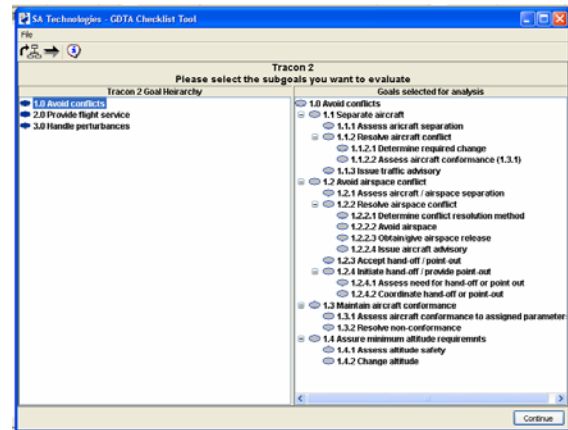 SA Technologies - GDTA Checklist Tool
File
Tracon 2
Please select the subgoals you want to evaluate
Tracon 2 Goal Heirarchy
1.0 Avoid conflicts
2.0 Provide flight service
3.0 Handle perturbances
Goals selected for analysis
1.0 Avoid conflicts
1.1 Separate aircraft
1.1.1 Assess aricraft separation
1.1.2 Resolve aircraft conflict
1.1.2.1 Determine required change
1.1.2.2 Assess aircraft conformance (1.3.1)
1.1.3 Issue traffic advisory
1.2 Avoid airspace conflict
1.2.1 Assess aircraft / airspace separation
1.2.2 Resolve airspace conflict
1.2.2.1 Determine conflict resolution method
1.2.2.2 Avoid airspace
1.2.2.3 Obtain/give airspace release
1.2.2.4 Issue aircraft advisory
1.2.3 Accept hand-off / point-out
1.2.4 Initiate hand-off / provide point-out
1.2.4.1 Assess need for hand-off or point out
1.2.4.2 Coordinate hand-off or point-out
1.3 Maintain aircraft conformance
1.3.1 Assess aircraft conformance to assigned parameter
1.3.2 Resolve non-conformance
1.4 Assure minimum altitude requiremnts
1.4.1 Assess altitude safety
1.4.2 Change altitude
Continue